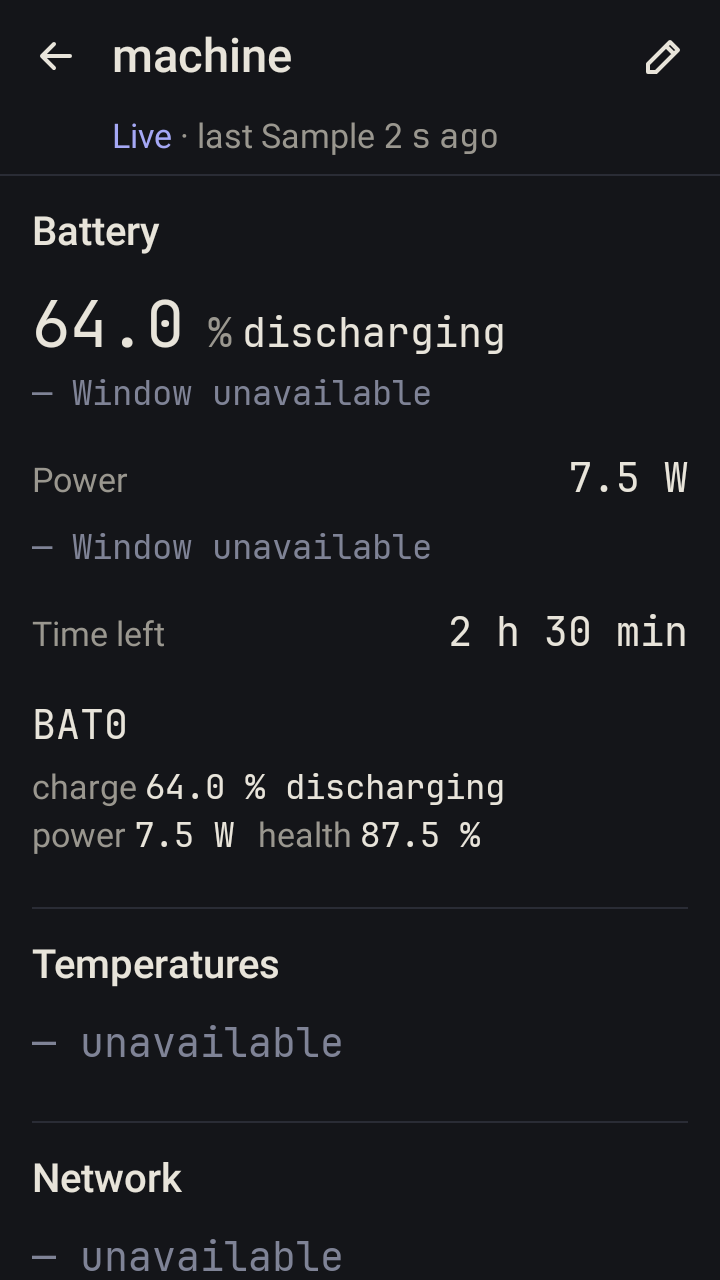 machine
Live · last Sample 2 s ago
Battery
64.0 % discharging
— Window unavailable
Power 7.5 W
— Window unavailable
Time left 2 h 30 min
BAT0
charge 64.0 % discharging
power 7.5 W health 87.5 %
Temperatures
— unavailable
Network
— unavailable